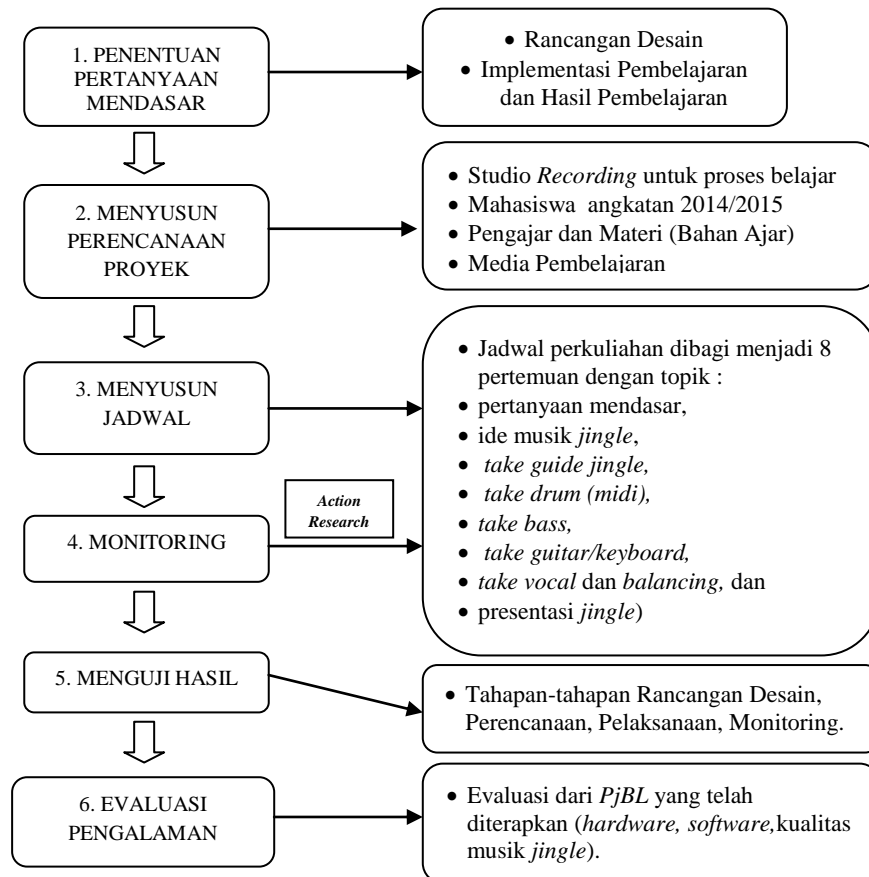 1. PENENTUAN
PERTANYAAN
MENDASAR
• Rancangan Desain
• Implementasi Pembelajaran
dan Hasil Pembelajaran
2. MENYUSUN
PERENCANAAN
PROYEK
• Studio Recording untuk proses belajar
• Mahasiswa angkatan 2014/2015
• Pengajar dan Materi (Bahan Ajar)
• Media Pembelajaran
3. MENYUSUN
JADWAL
• Jadwal perkuliahan dibagi menjadi 8
pertemuan dengan topik :
• pertanyaan mendasar,
• ide musik jingle,
• take guide jingle,
• take drum (midi),
• take bass,
• take guitar/keyboard,
• take vocal dan balancing, dan
• presentasi jingle)
Action
Research
4. MONITORING
5. MENGUJI HASIL
• Tahapan-tahapan Rancangan Desain,
Perencanaan, Pelaksanaan, Monitoring.
6. EVALUASI
PENGALAMAN
• Evaluasi dari PjBL yang telah
diterapkan (hardware, software,kualitas
musik jingle).